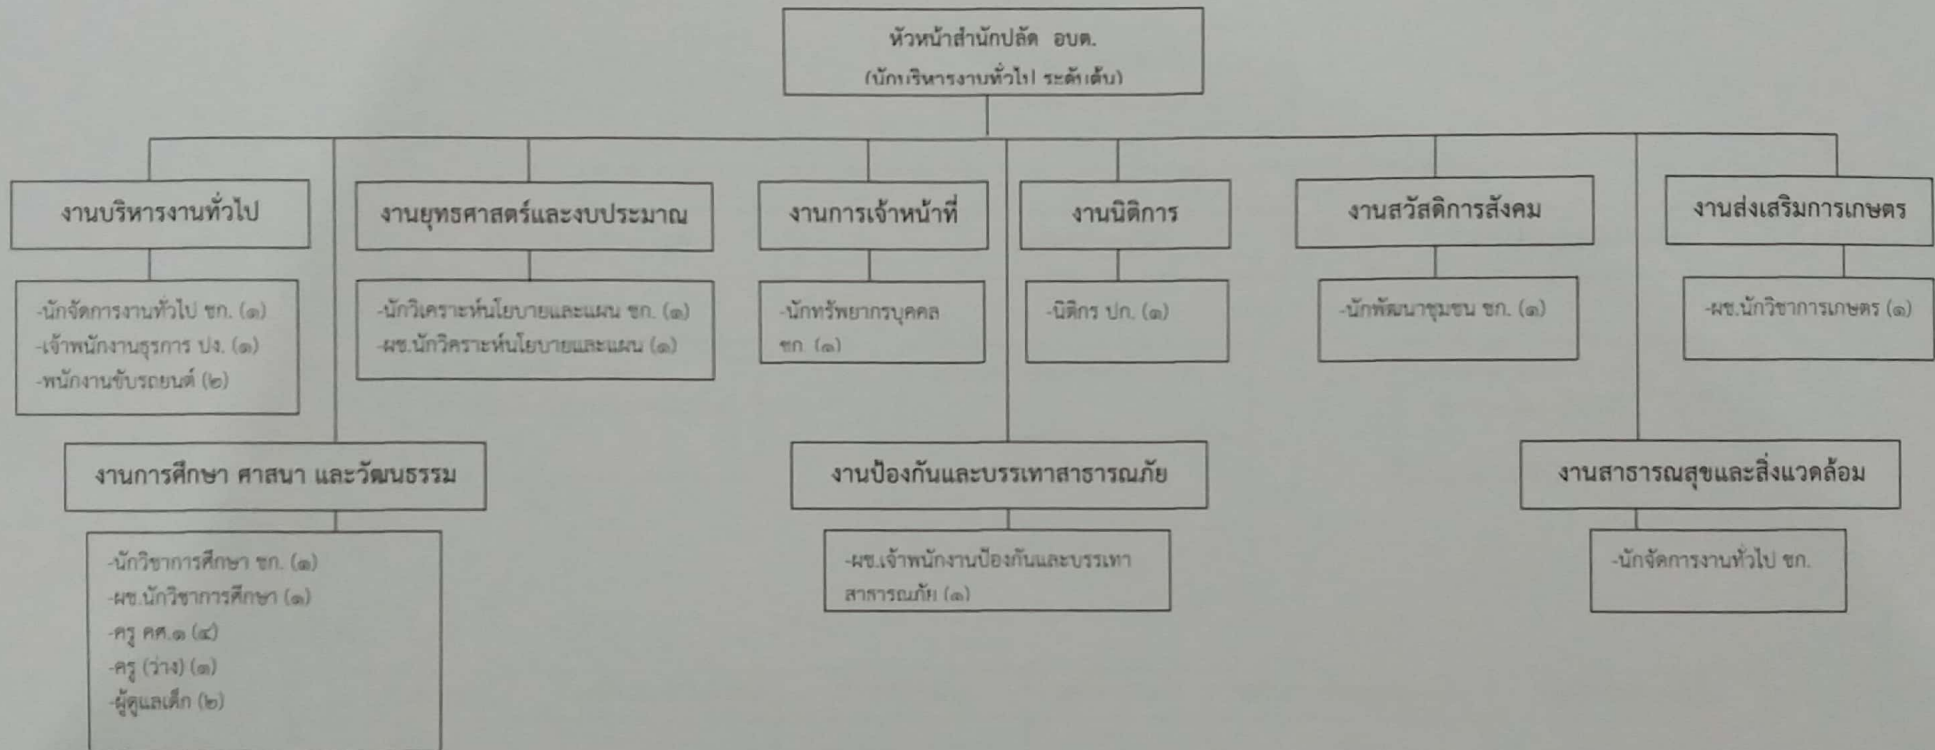 หัวหน้าสำนักปลัด อบต.
(นักบริหารงานทั่วไป ระดับต้น)
งานบริหารงานทั่วไป
-นักจัดการงานทั่วไป ชก. (๑)
-เจ้าพนักงานธุรการ ปง. (๑)
-พนักงานขับรถยนต์ (๒)
งานยุทธศาสตร์และงบประมาณ
-นักวิเคราะห์นโยบายและแผน ชก. (๑)
-ผช.นักวิคราะห์นโยบายและแผน (๑)
งานการเจ้าหน้าที่
-นักทรัพยากรบุคคล
ชก. (๑)
งานนิติการ
-นิติกร ปก. (๑)
งานสวัสดิการสังคม
-นักพัฒนาชุมชน ชก. (๑)
งานส่งเสริมการเกษตร
-ผช.นักวิชาการเกษตร (๑)
งานการศึกษา ศาสนา และวัฒนธรรม
-นักวิชาการศึกษา ชก. (๑)
-ผช.นักวิชาการศึกษา (๑)
-ครู คศ.๑ (๔)
-ครู (ว่าง) (๑)
-ผู้ดูแลเด็ก (๒)
งานป้องกันและบรรเทาสาธารณภัย
-ผช.เจ้าพนักงานป้องกันและบรรเทา
สาธารณภัย (๑)
งานสาธารณสุขและสิ่งแวดล้อม
-นักจัดการงานทั่วไป ชก.